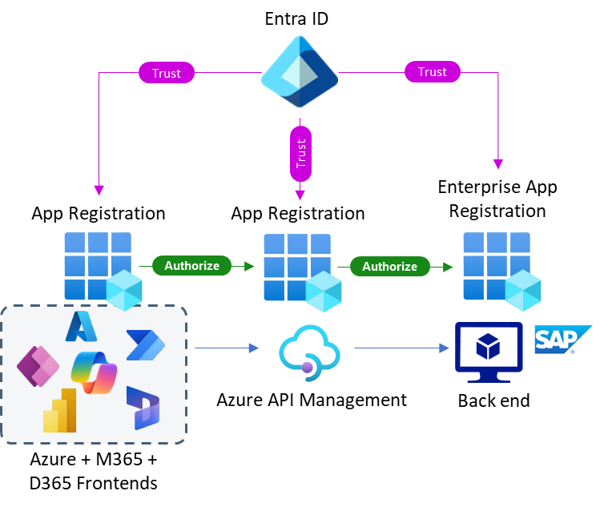 Entra ID
Trust
Trust
Trust
App Registration
App Registration
Enterprise App
Registration
Authorize
Authorize
SAP
Azure API Management
Back end
Azure + M365 +
D365 Frontends